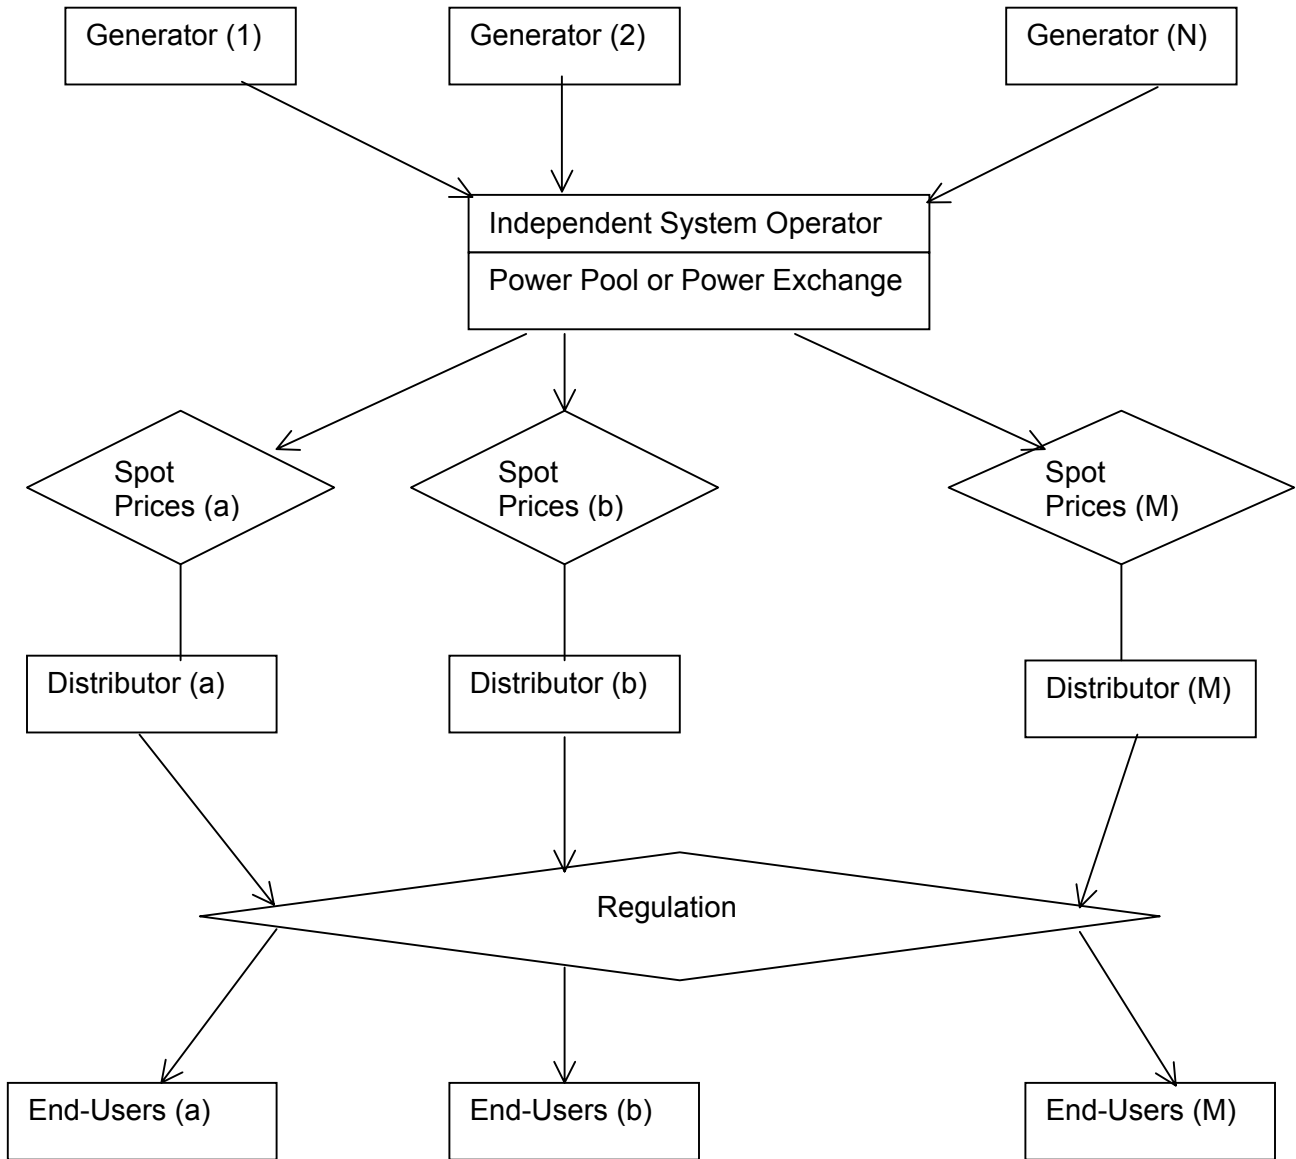 Generator (1)
Generator (2)
Generator (N)
Independent System Operator
Power Pool or Power Exchange
Spot
Prices (a)
Spot
Prices (b)
Spot
Prices (M)
Distributor (a)
Distributor (b)
Distributor (M)
Regulation
End-Users (a)
End-Users (b)
End-Users (M)